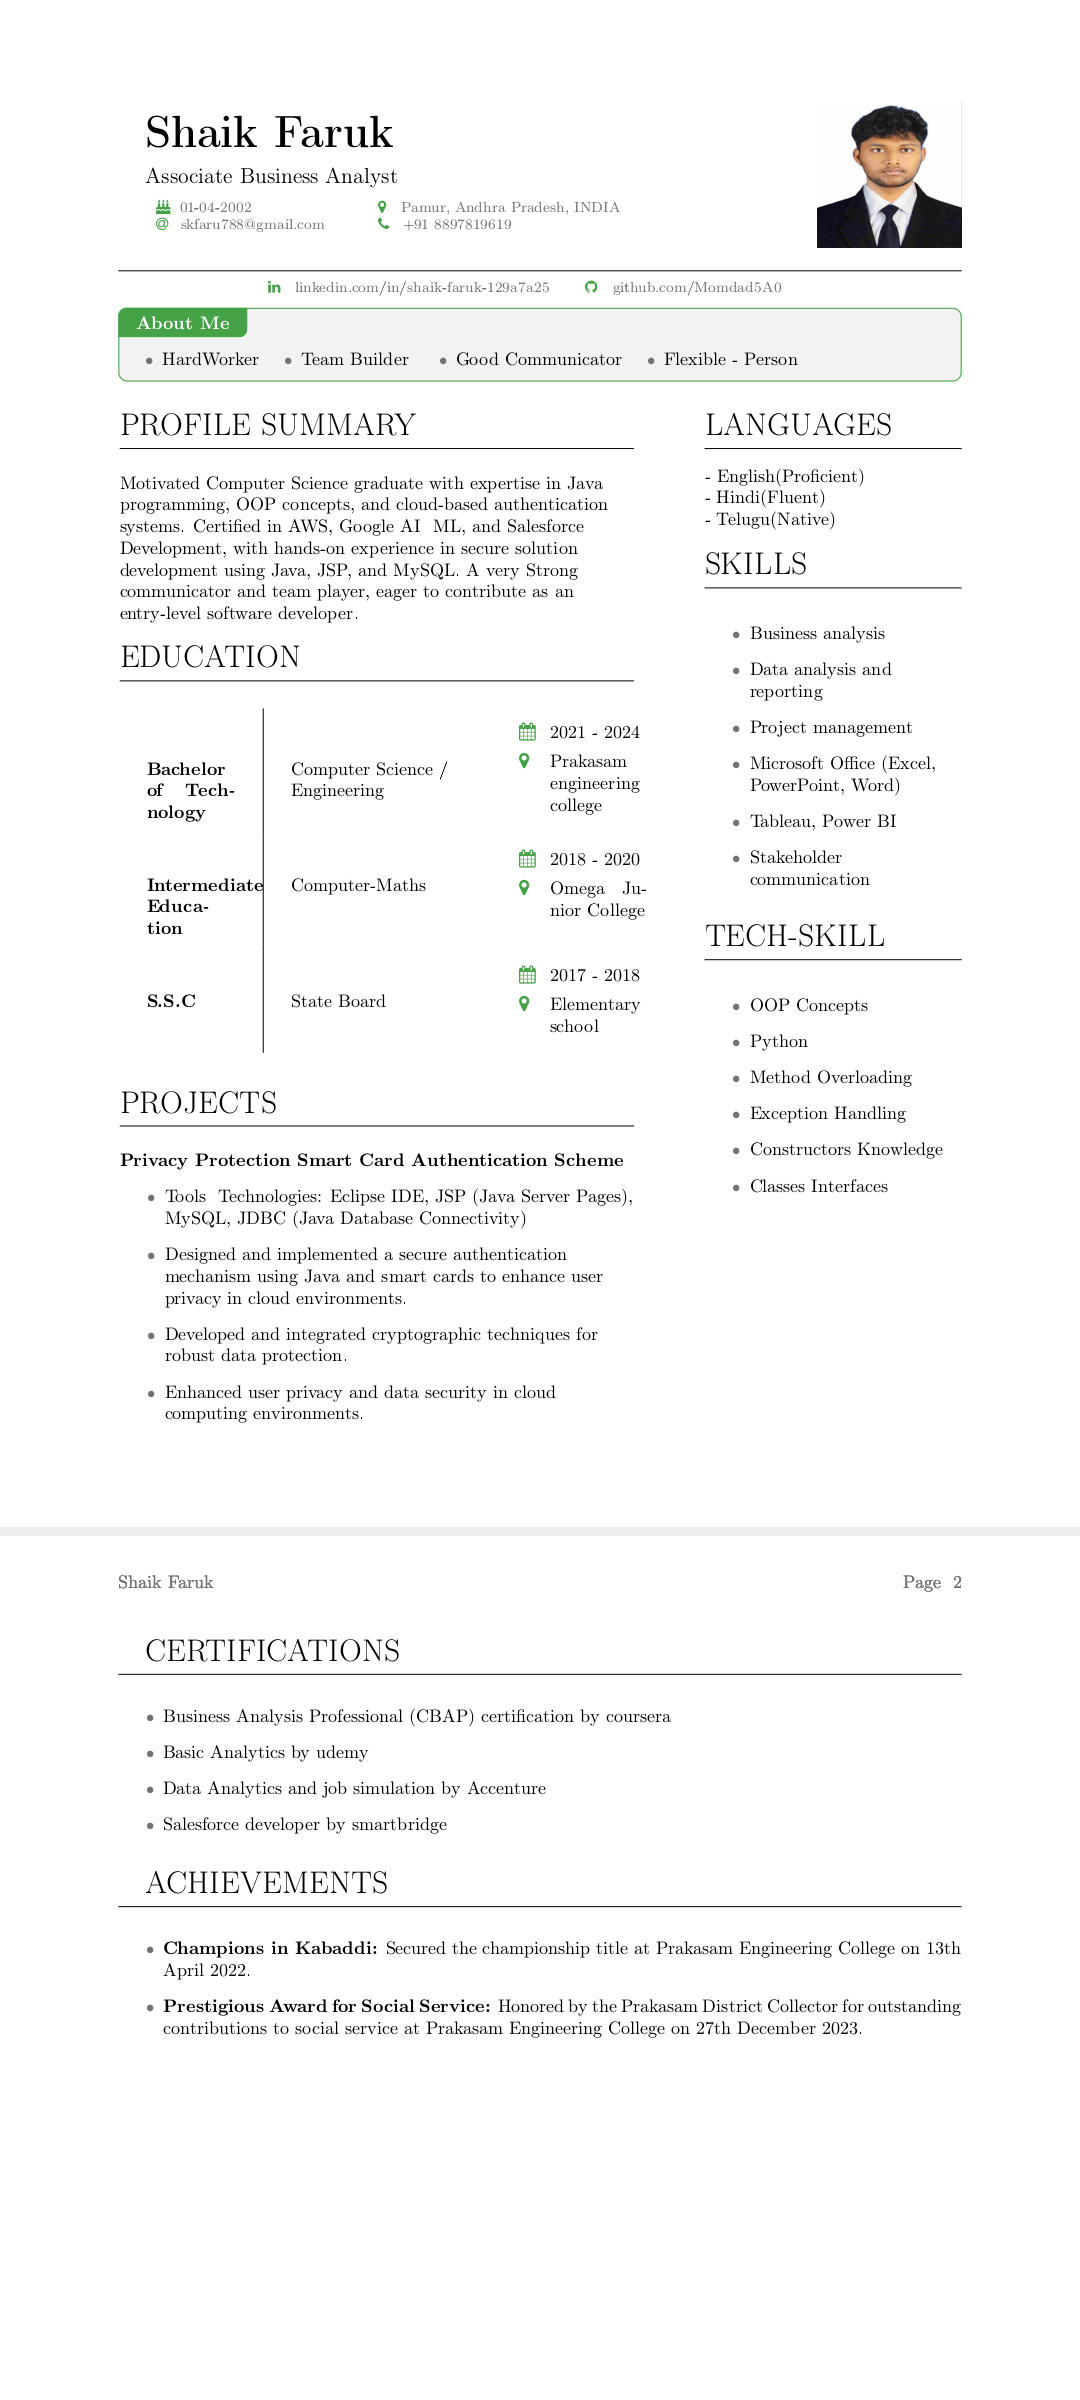 Shaik Faruk
Associate Business Analyst
01-04-2002
Pamur, Andhra Pradesh, INDIA
skfaru788@gmail.com
+91 8897819619
linkedin.com/in/shaik-faruk-129a7a25
github.com/Momdad5A0
About Me
• HardWorker • Team Builder • Good Communicator • Flexible - Person
PROFILE SUMMARY
Motivated Computer Science graduate with expertise in Java
programming, OOP concepts, and cloud-based authentication
systems. Certified in AWS, Google AI ML, and Salesforce
Development, with hands-on experience in secure solution
development using Java, JSP, and MySQL. A very Strong
communicator and team player, eager to contribute as an
entry-level software developer.
EDUCATION
Bachelor
of Tech-
nology
Computer Science /
Engineering
2021 - 2024
Prakasam
engineering
college
Intermediate
Educa-
tion
Computer-Maths
2018 - 2020
Omega Ju-
nior College
S.S.C
State Board
2017 - 2018
Elementary
school
PROJECTS
Privacy Protection Smart Card Authentication Scheme
• Tools Technologies: Eclipse IDE, JSP (Java Server Pages),
MySQL, JDBC (Java Database Connectivity)
• Designed and implemented a secure authentication
mechanism using Java and smart cards to enhance user
privacy in cloud environments.
• Developed and integrated cryptographic techniques for
robust data protection.
• Enhanced user privacy and data security in cloud
computing environments.
LANGUAGES
- English(Proficient)
- Hindi(Fluent)
- Telugu(Native)
SKILLS
• Business analysis
• Data analysis and
reporting
• Project management
• Microsoft Office (Excel,
PowerPoint, Word)
• Tableau, Power BI
• Stakeholder
communication
TECH-SKILL
• OOP Concepts
• Python
• Method Overloading
• Exception Handling
• Constructors Knowledge
• Classes Interfaces
Shaik Faruk
Page 2
CERTIFICATIONS
• Business Analysis Professional (CBAP) certification by coursera
• Basic Analytics by udemy
• Data Analytics and job simulation by Accenture
• Salesforce developer by smartbridge
ACHIEVEMENTS
• Champions in Kabaddi: Secured the championship title at Prakasam Engineering College on 13th
April 2022.
• Prestigious Award for Social Service: Honored by the Prakasam District Collector for outstanding
contributions to social service at Prakasam Engineering College on 27th December 2023.